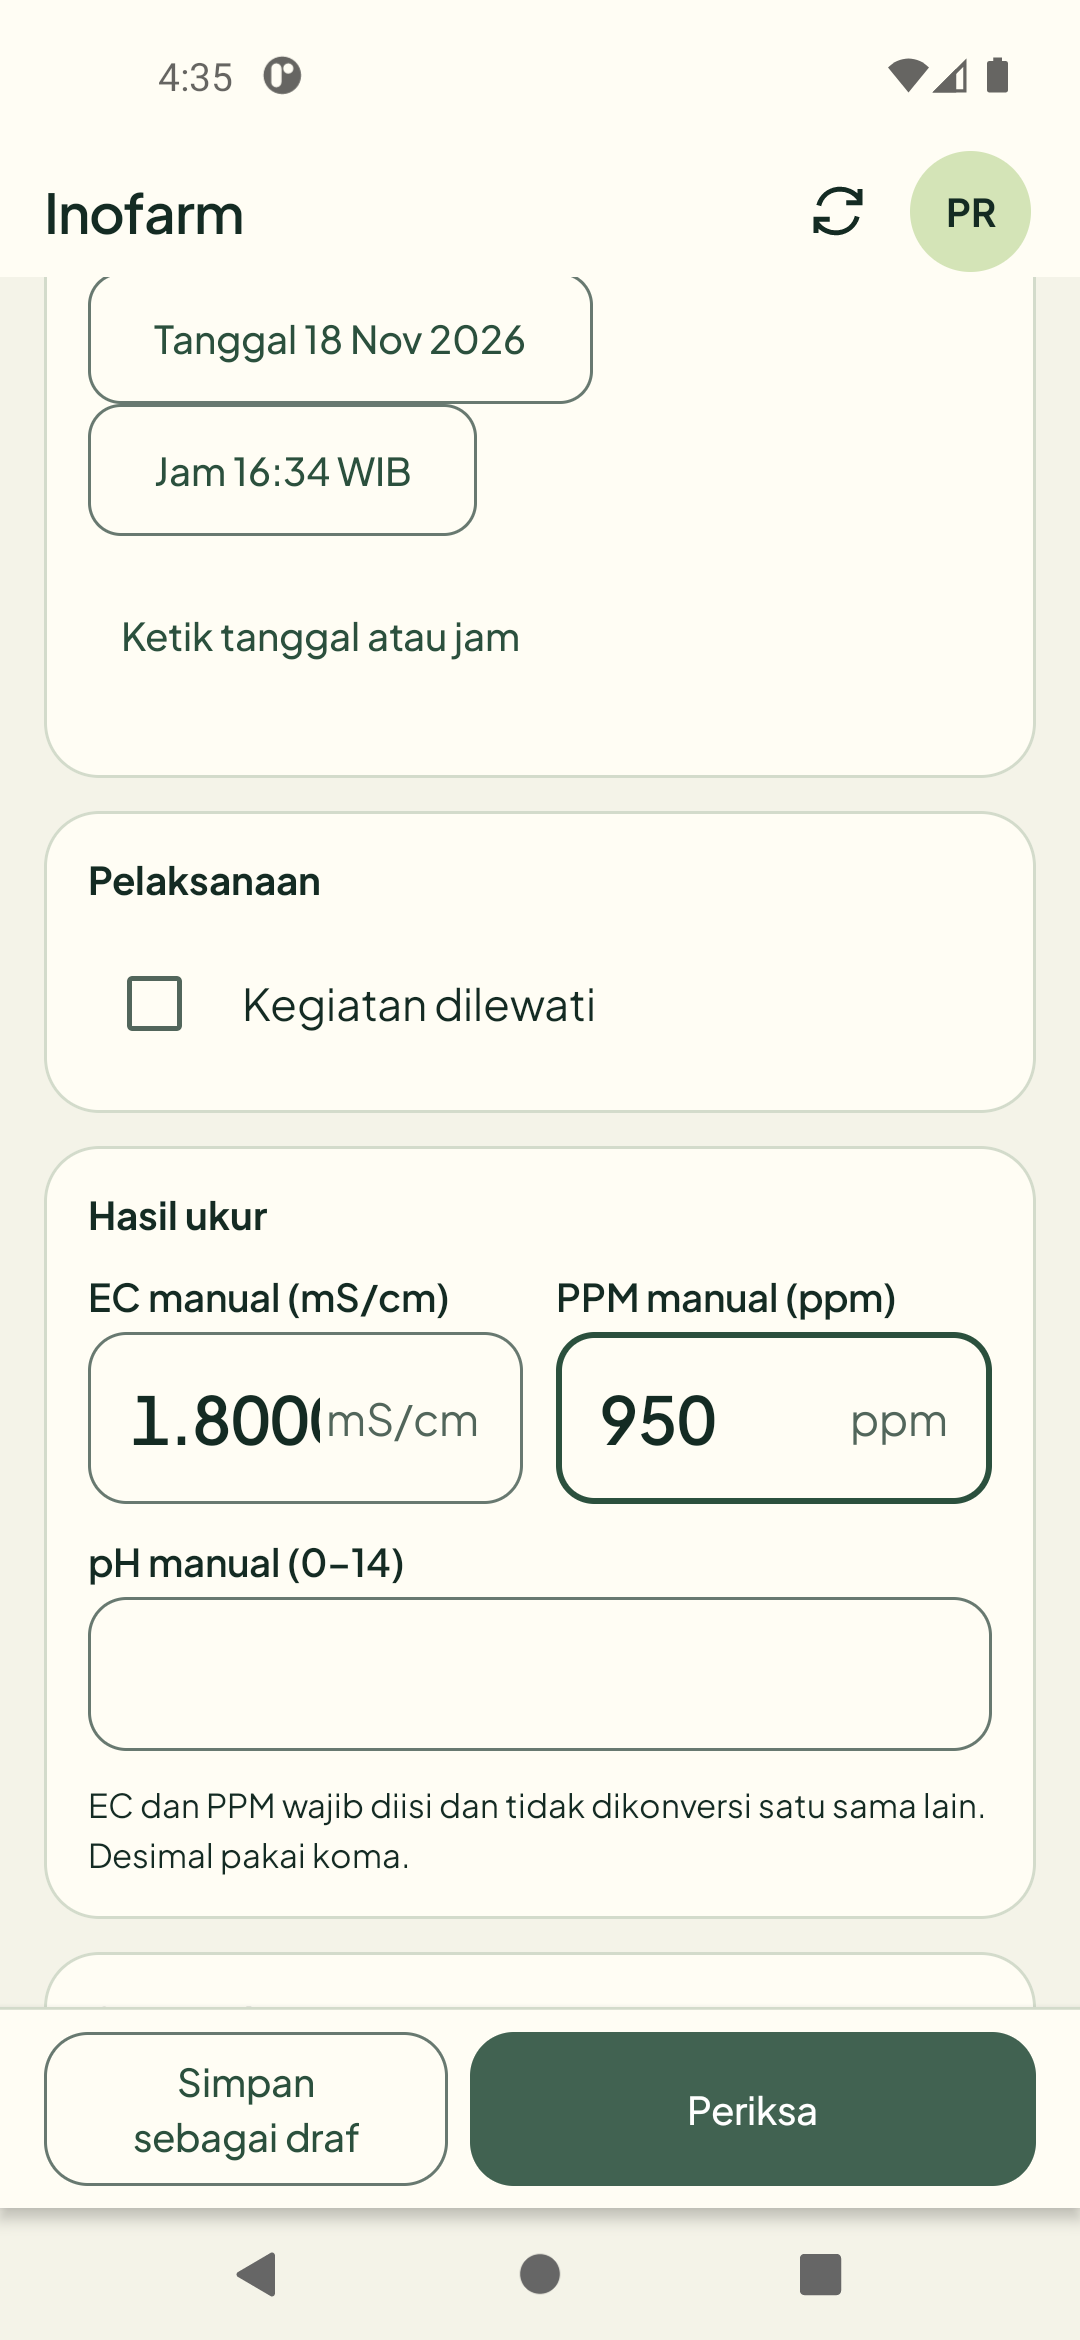 4:35
Inofarm
PR
Tanggal 18 Nov 2026
Jam 16:34 WIB
Ketik tanggal atau jam
Pelaksanaan
Kegiatan dilewati
Hasil ukur
EC manual (mS/cm)
PPM manual (ppm)
1.800 mS/cm
950 ppm
pH manual (0–14)
EC dan PPM wajib diisi dan tidak dikonversi satu sama lain.
Desimal pakai koma.
Simpan
sebagai draf
Periksa